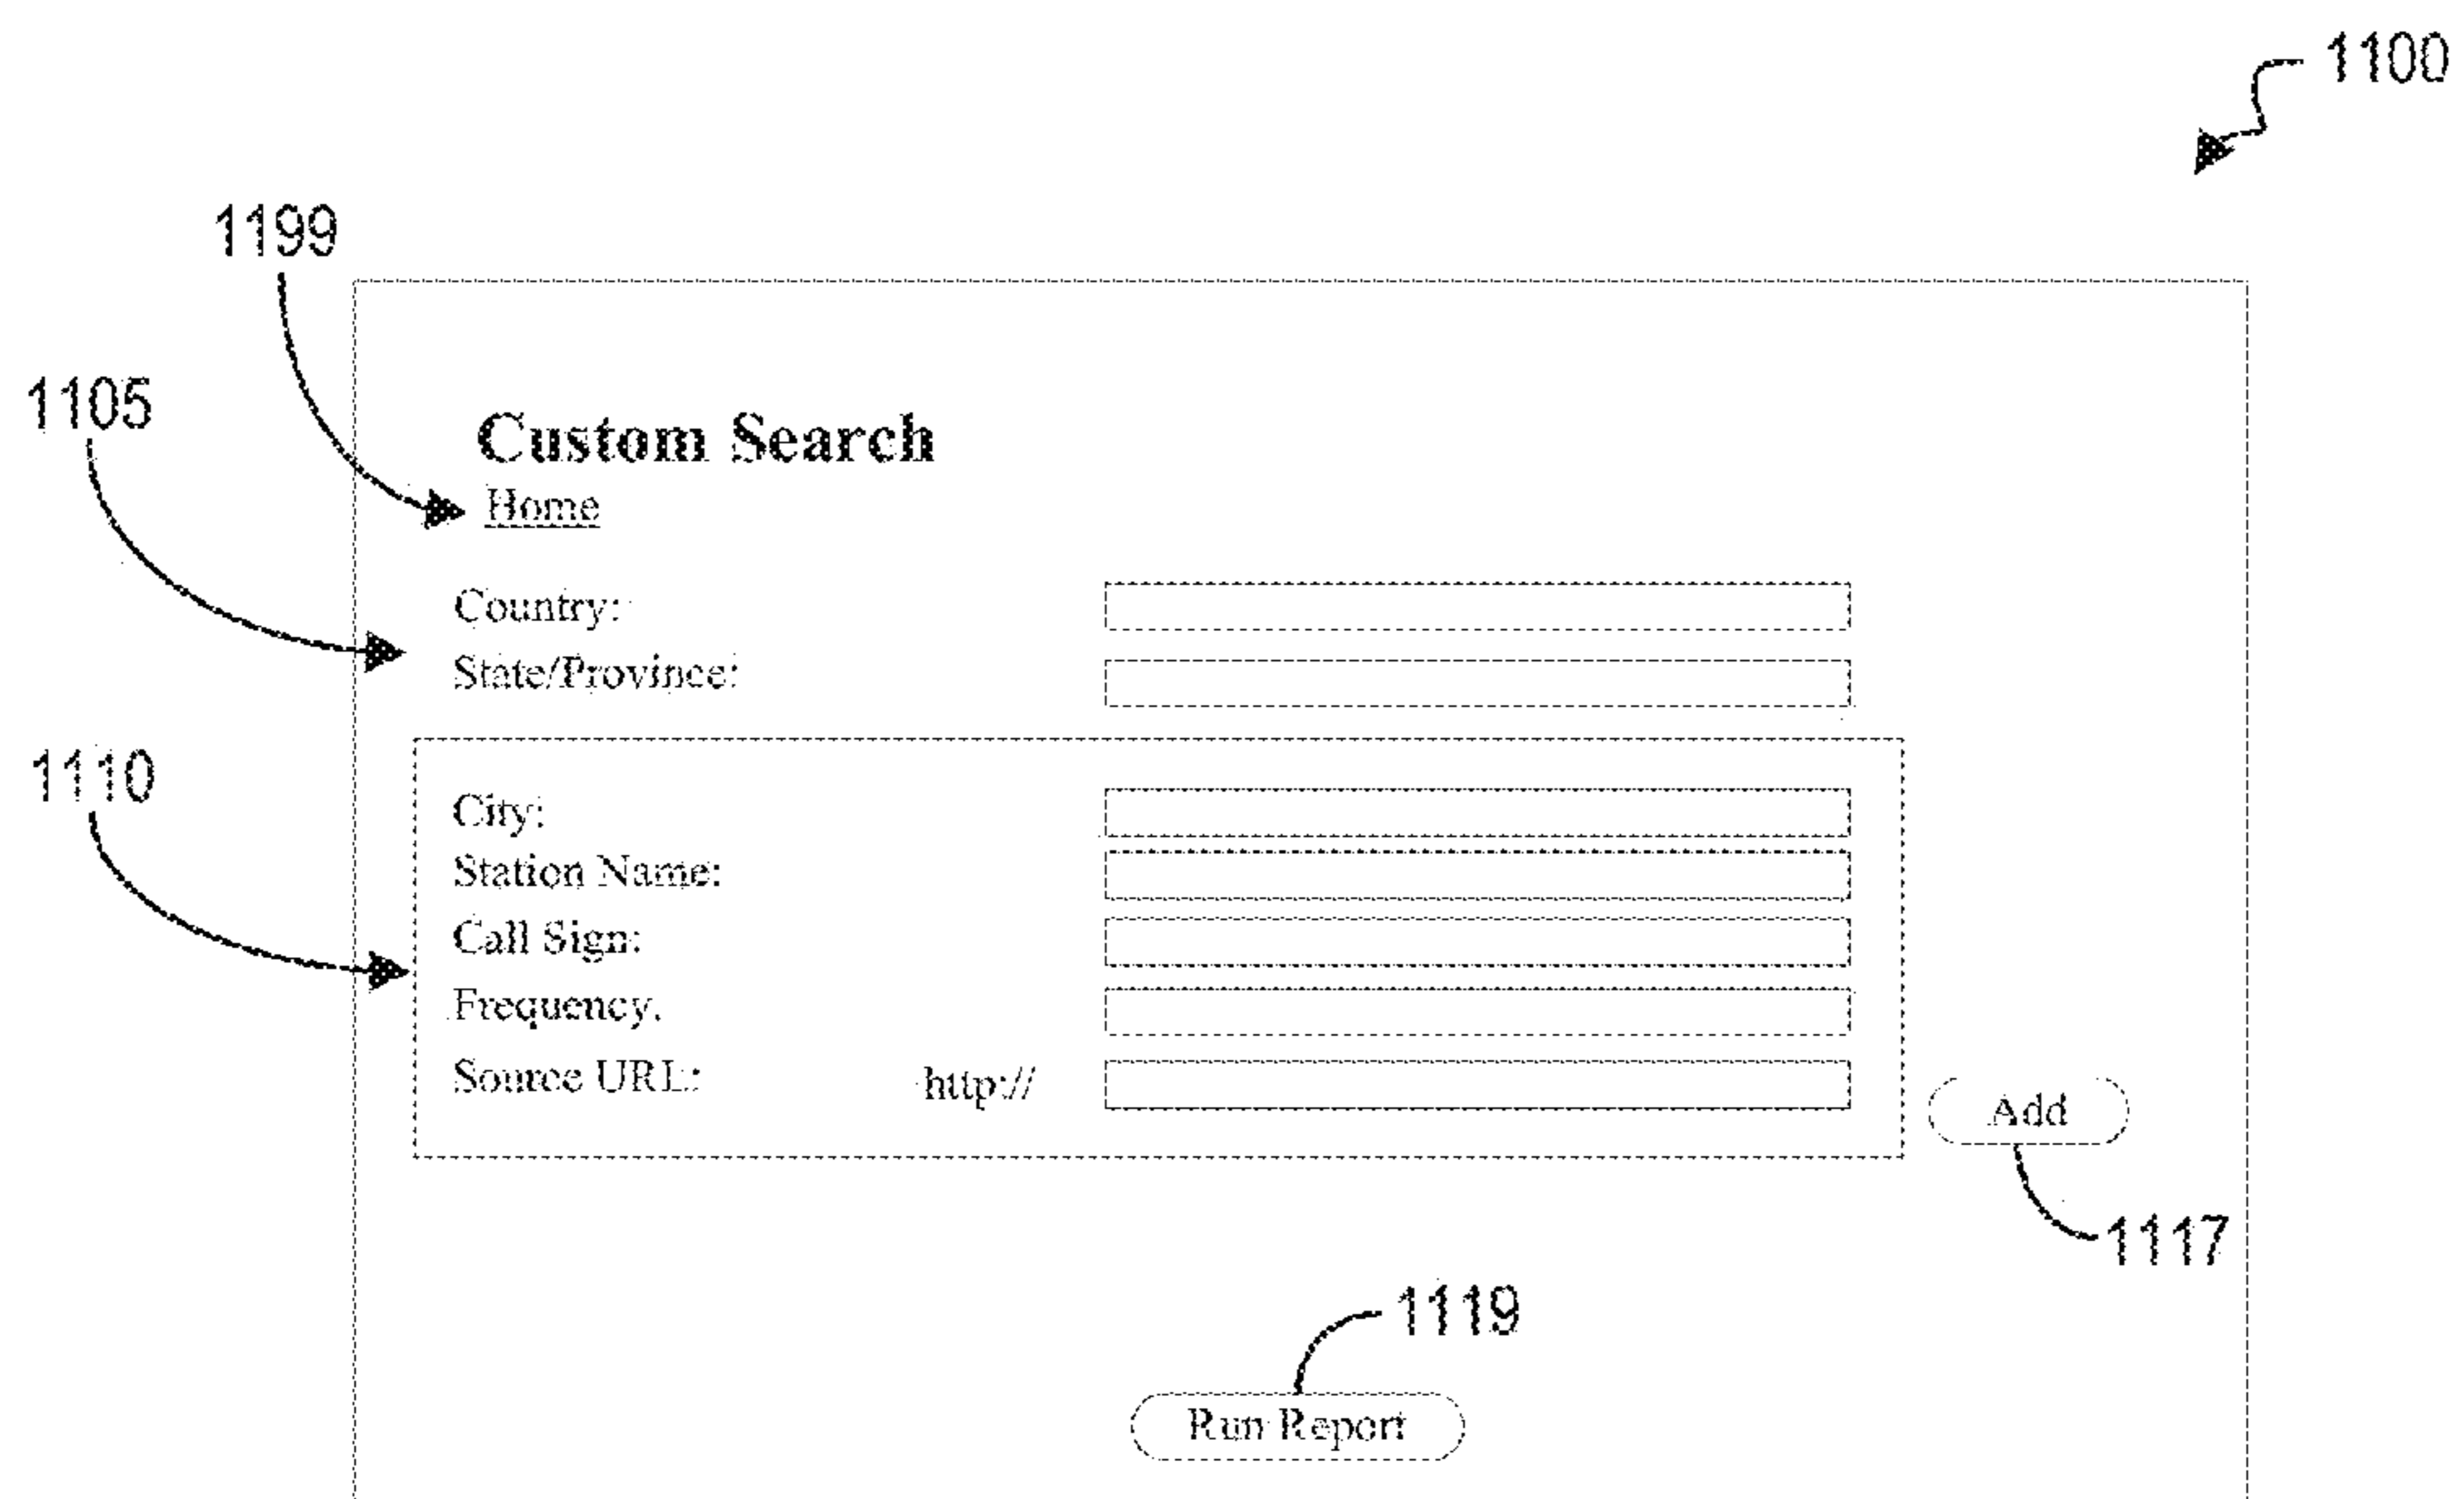 1100
1199
1105
Custom Search
Home
Country:
State/Province:
1110
City:
Station Name:
Call Sign:
Frequency:
Source URL: http://
Add
1117
1119
Run Report